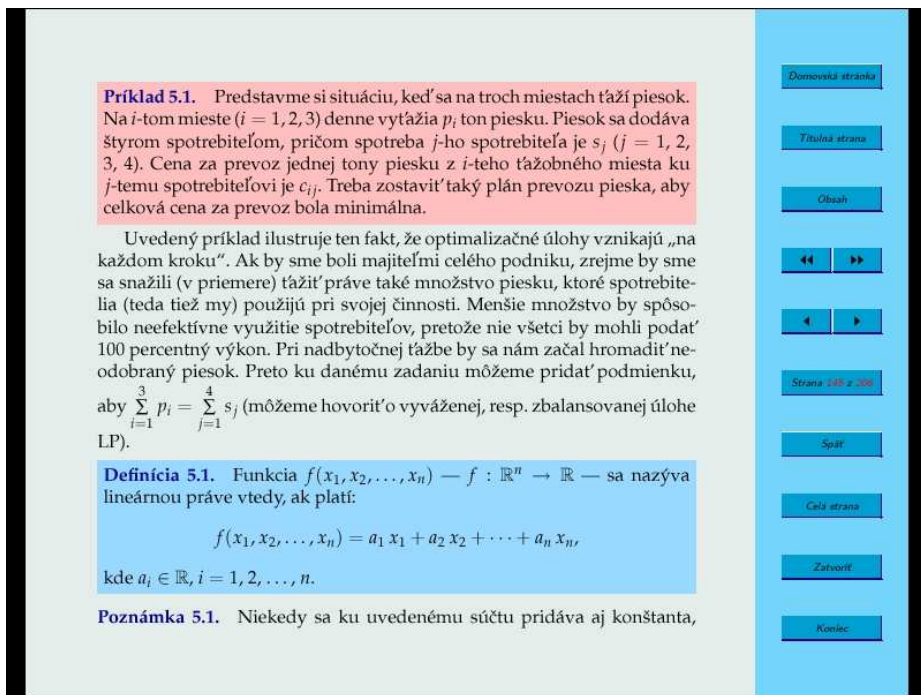 Príklad 5.1. Predstavme si situáciu, keď sa na troch miestach ťaží piesok.
Na i-tom mieste (i = 1, 2, 3) denne vyťažia p_i ton piesku. Piesok sa dodáva
štyrom spotrebiteľom, pričom spotreba j-ho spotrebiteľa je s_j (j = 1, 2,
3, 4). Cena za prevoz jednej tony piesku z i-teho ťažobného miesta ku
j-temu spotrebiteľovi je c_{ij}. Treba zostaviť taký plán prevozu pieska, aby
celková cena za prevoz bola minimálna.
Uvedený príklad ilustruje ten fakt, že optimalizačné úlohy vznikajú „na
každom kroku“. Ak by sme boli majiteľmi celého podniku, zrejme by sme
sa snažili (v priemere) ťažiť práve také množstvo piesku, ktoré spotrebite-
lia (teda tiež my) použijú pri svojej činnosti. Menšie množstvo by spôso-
bilo neefektívne využitie spotrebiteľov, pretože nie všetci by mohli podať
100 percentný výkon. Pri nadbytočnej ťažbe by sa nám začal hromadiť ne-
odobraný piesok. Preto ku danému zadaniu môžeme pridať podmienku,
aby \sum_{i=1}^{3} p_i = \sum_{j=1}^{4} s_j (môžeme hovoriť o vyváženej, resp. zbalansovanej úlohe
LP).
Definícia 5.1. Funkcia f(x_1, x_2, . . . , x_n) — f : ℝ^n → ℝ — sa nazýva
lineárnou práve vtedy, ak platí:
f(x_1, x_2, . . . , x_n) = a_1 x_1 + a_2 x_2 + · · · + a_n x_n,
kde a_i ∈ ℝ, i = 1, 2, . . . , n.
Poznámka 5.1. Niekedy sa ku uvedenému súčtu pridáva aj konštanta,
Domovská stránka
Titulná strana
Obsah
Strana 145 z 206
Späť
Celá strana
Zatvoriť
Koniec